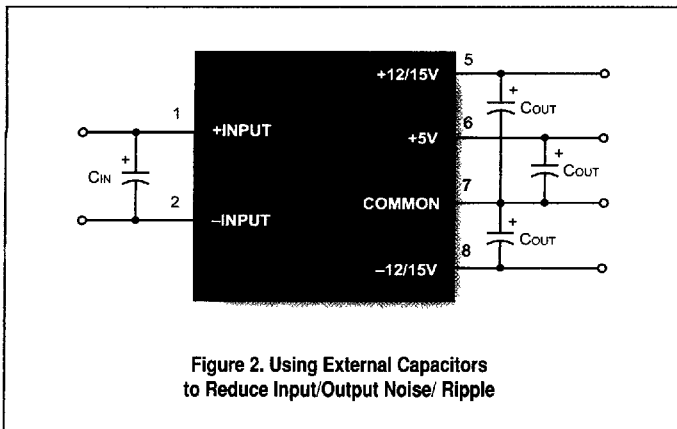 5
+12/15V
+
COUT
1
+INPUT
6
+5V
+
COUT
+
CIN
7
COMMON
2
–INPUT
+
COUT
8
–12/15V
Figure 2. Using External Capacitors
to Reduce Input/Output Noise/ Ripple